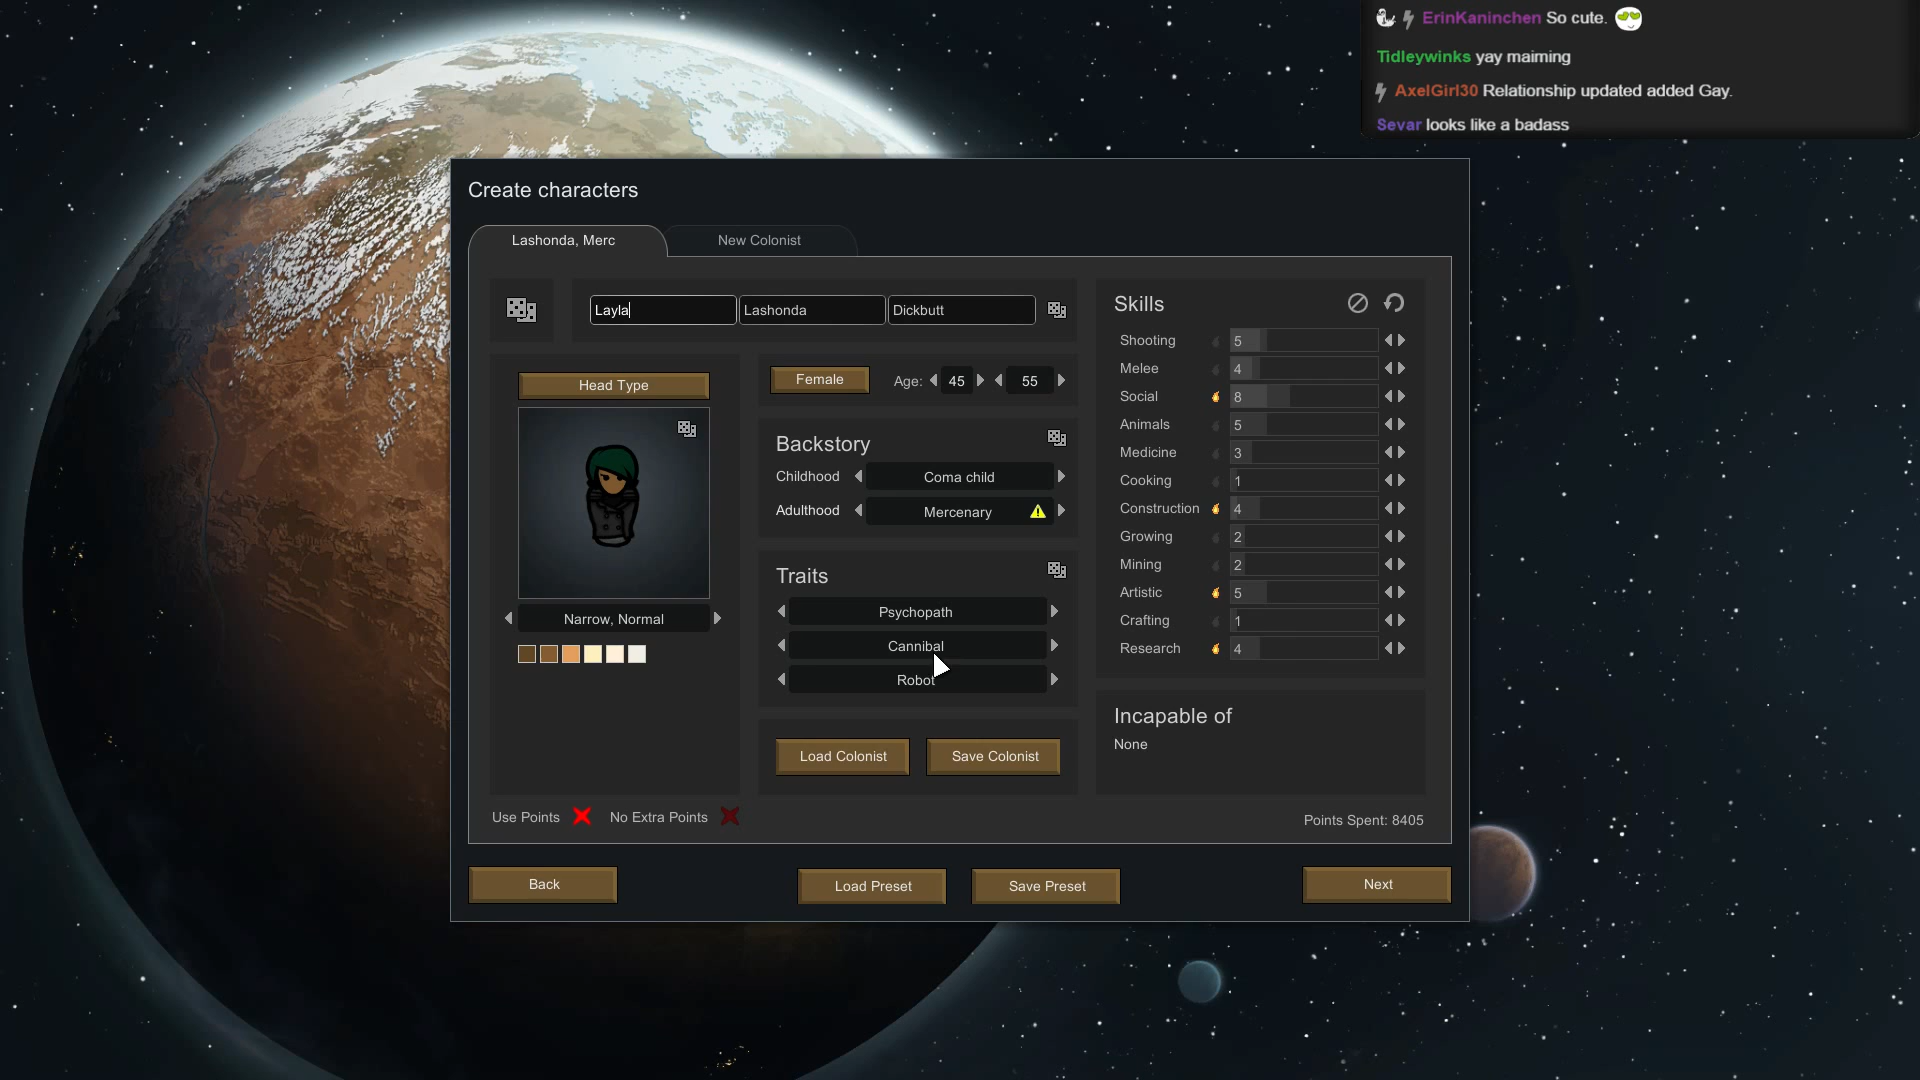 ErinKaninchen So cute.
Tidleywinks yay maiming
AxelGirl30 Relationship updated added Gay.
Sevar looks like a badass
Create characters
Lashonda, Merc
New Colonist
Layla
Lashonda
Dickbutt
Head Type
Female
Age: 45 55
Backstory
Childhood Coma child
Adulthood Mercenary
Narrow, Normal
Traits
Psychopath
Cannibal
Robot
Load Colonist
Save Colonist
Skills
Shooting 5
Melee 4
Social 8
Animals 5
Medicine 3
Cooking 1
Construction 4
Growing 2
Mining 2
Artistic 5
Crafting 1
Research 4
Incapable of
None
Use Points
No Extra Points
Points Spent: 8405
Back
Load Preset
Save Preset
Next